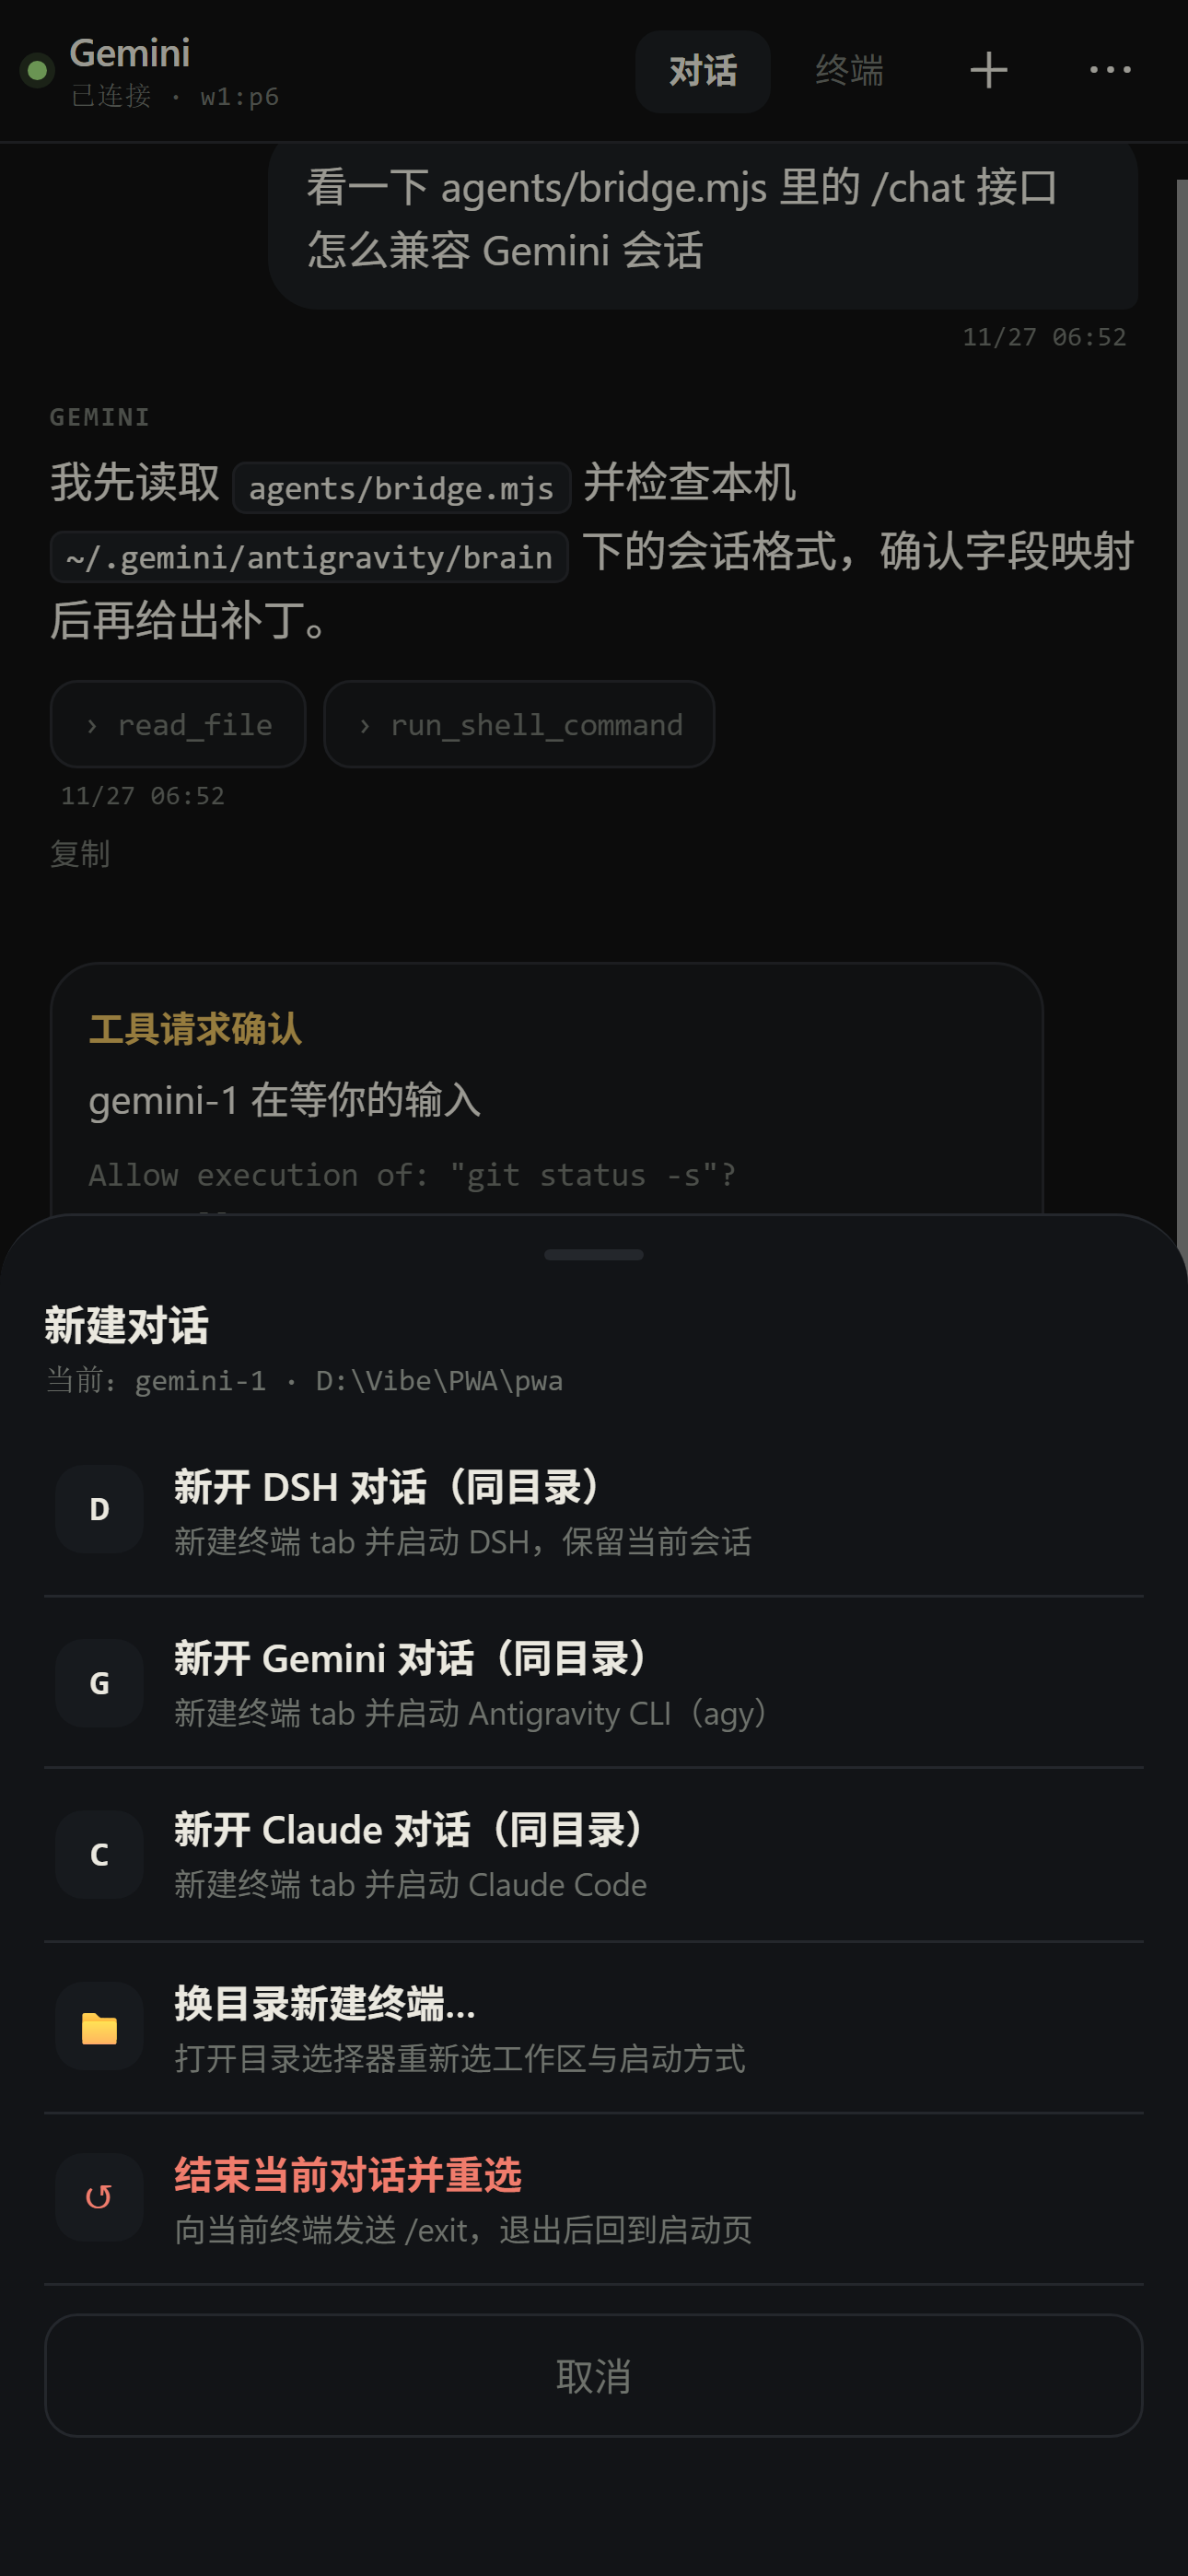 Gemini
已连接 · w1:p6
对话
终端
看一下 agents/bridge.mjs 里的 /chat 接口
怎么兼容 Gemini 会话
11/27 06:52
GEMINI
我先读取 agents/bridge.mjs 并检查本机
~/.gemini/antigravity/brain 下的会话格式，确认字段映射
后再给出补丁。
› read_file
› run_shell_command
11/27 06:52
复制
工具请求确认
gemini-1 在等你的输入
Allow execution of: "git status -s"?
新建对话
当前: gemini-1 · D:\Vibe\PWA\pwa
D
新开 DSH 对话（同目录）
新建终端 tab 并启动 DSH，保留当前会话
G
新开 Gemini 对话（同目录）
新建终端 tab 并启动 Antigravity CLI（agy）
C
新开 Claude 对话（同目录）
新建终端 tab 并启动 Claude Code
换目录新建终端...
打开目录选择器重新选工作区与启动方式
结束当前对话并重选
向当前终端发送 /exit，退出后回到启动页
取消